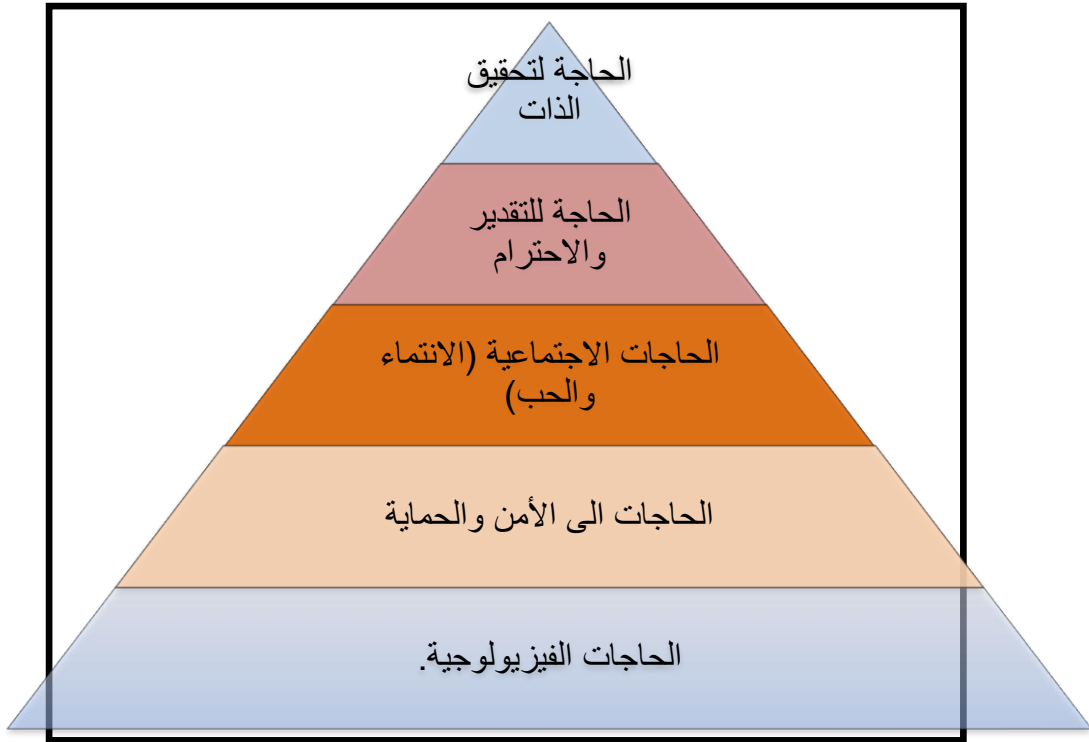 الحاجة لتحقيق
الذات
الحاجة للتقدير
والاحترام
الحاجات الاجتماعية (الانتماء
والحب)
الحاجات الى الأمن والحماية
الحاجات الفيزيولوجية.